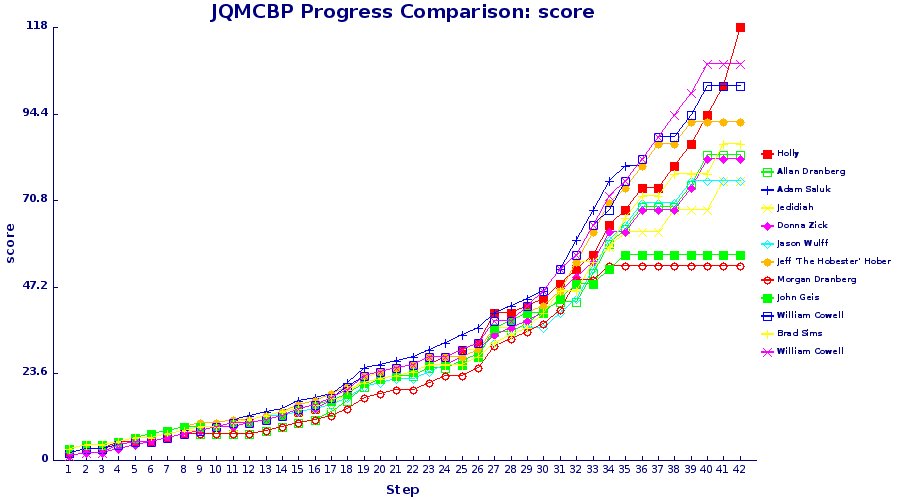 JQMCBP Progress Comparison: score
118
94.4
70.8
47.2
23.6
0
score
1 2 3 4 5 6 7 8 9 10 11 12 13 14 15 16 17 18 19 20 21 22 23 24 25 26 27 28 29 30 31 32 33 34 35 36 37 38 39 40 41 42
Step
Holly
Allan Dranberg
Adam Saluk
Jedidiah
Donna Zick
Jason Wulff
Jeff 'The Hobester' Hober
Morgan Dranberg
John Geis
William Cowell
Brad Sims
William Cowell